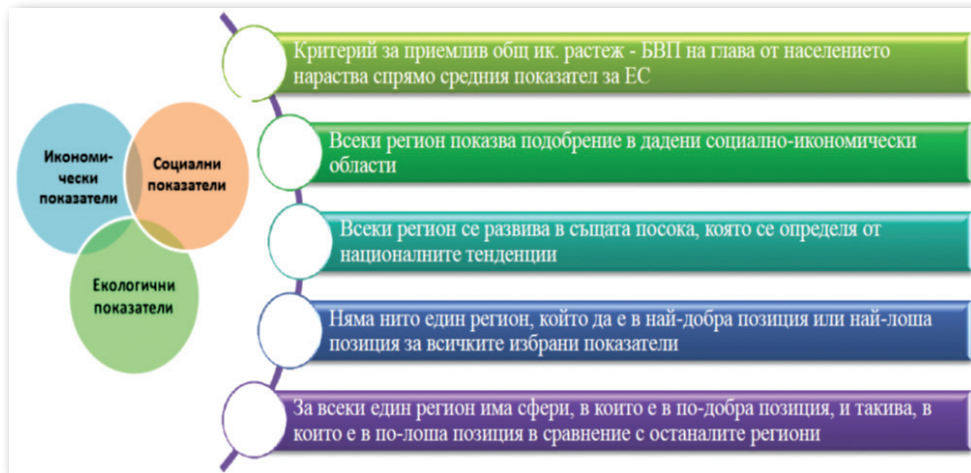 Икономи-
чески
показатели
Социални
показатели
Екологични
показатели
Критерий за приемлив общ ик. растеж - БВП на глава от населението
нараства спрямо средния показател за ЕС
Всеки регион показва подобрение в дадени социално-икономически
области
Всеки регион се развива в същата посока, която се определя от
националните тенденции
Няма нито един регион, който да е в най-добра позиция или най-лоша
позиция за всичките избрани показатели
За всеки един регион има сфери, в които е в по-добра позиция, и такива, в
които е в по-лоша позиция в сравнение с останалите региони